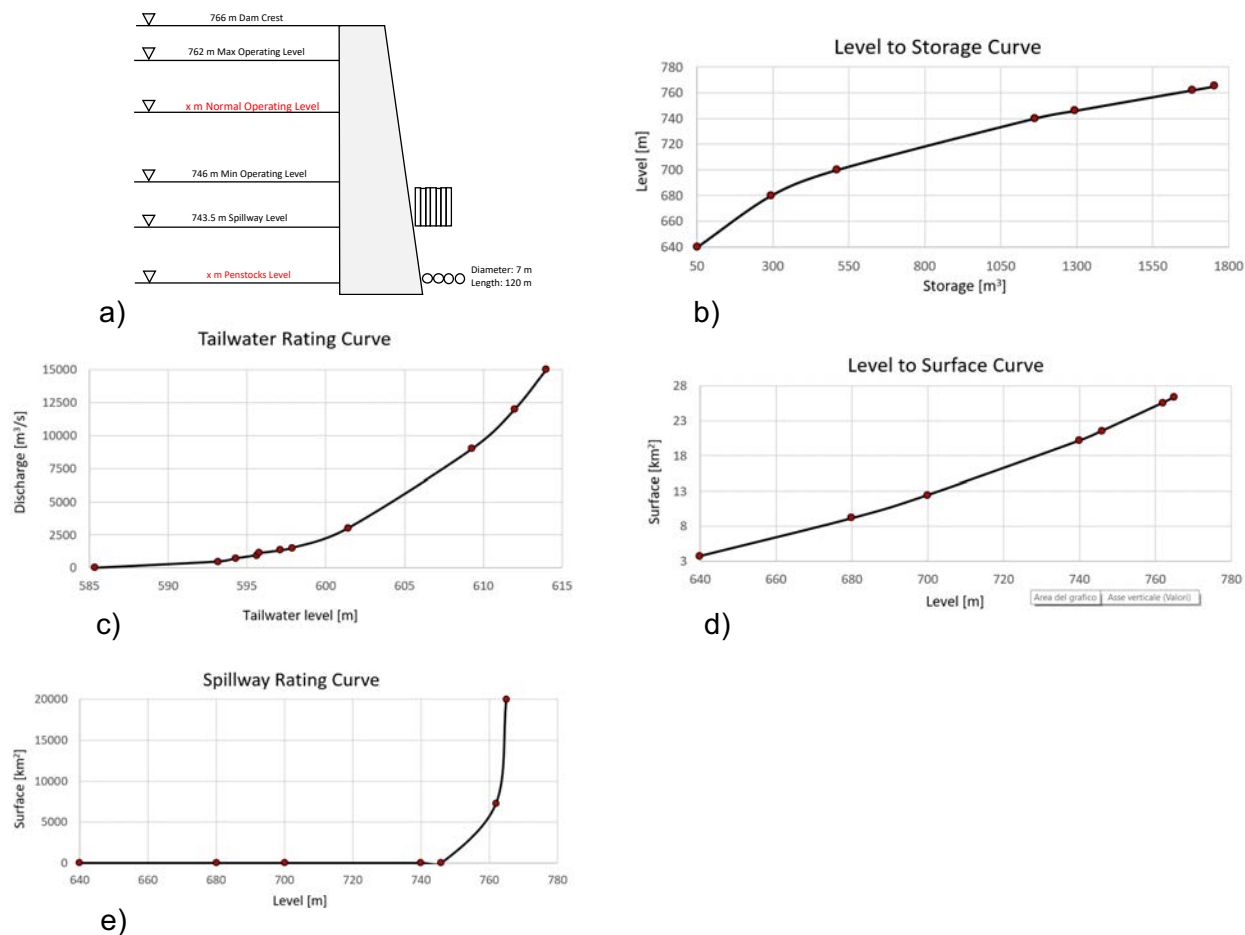 766 m Dam Crest
762 m Max Operating Level
x m Normal Operating Level
746 m Min Operating Level
743.5 m Spillway Level
x m Penstocks Level
Diameter: 7 m
Length: 120 m
a)
Level to Storage Curve
Level [m]
780
760
740
720
700
680
660
640
50 300 550 800 1050 1300 1550 1800
Storage [m³]
b)
Tailwater Rating Curve
Discharge [m³/s]
15000
12500
10000
7500
5000
2500
0
585 590 595 600 605 610 615
Tailwater level [m]
c)
Level to Surface Curve
Surface [km²]
28
23
18
13
8
3
640 660 680 700 720 740 760 780
Level [m]
Area del grafico
Asse verticale (Valori)
d)
Spillway Rating Curve
Surface [km²]
20000
15000
10000
5000
0
640 660 680 700 720 740 760 780
Level [m]
e)